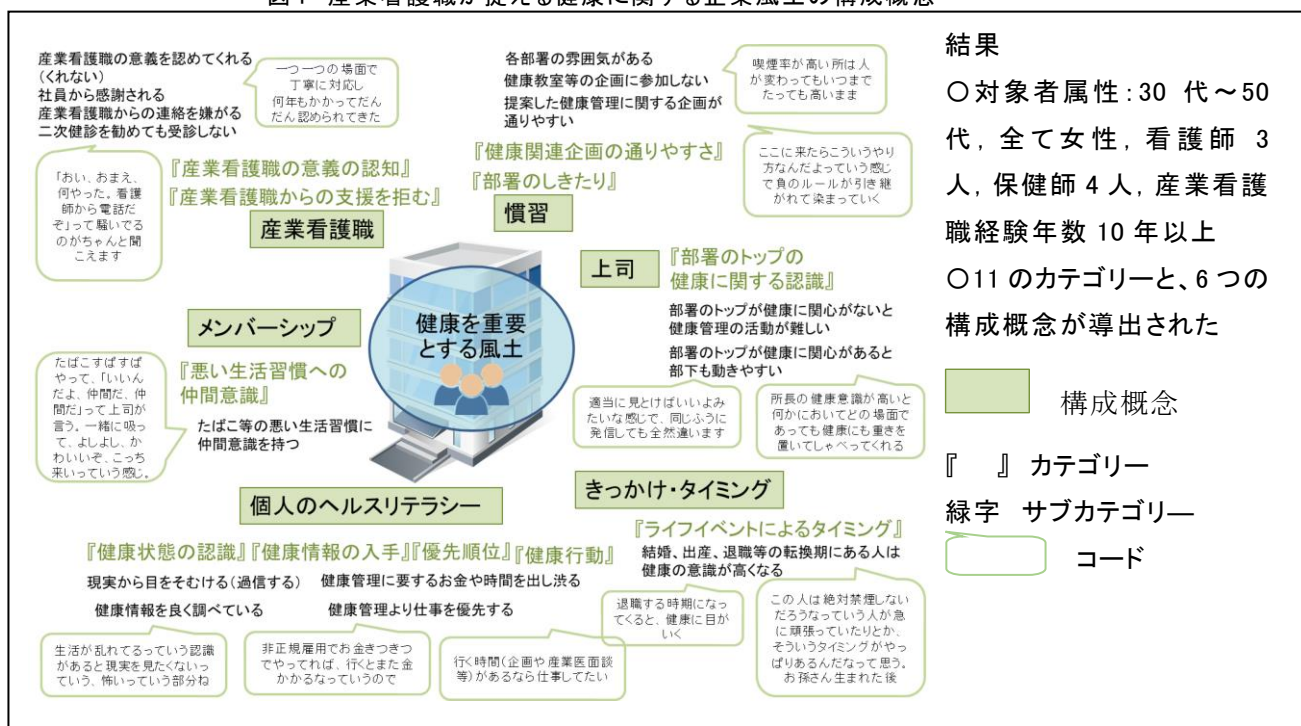 図1 産業看護職が捉える健康に関する企業風土の構成概念
産業看護職の意義を認めてくれる
(くれない)
社員から感謝される
産業看護職からの連絡を嫌がる
二次健診を勧めても受診しない
一つ一つの場面で
丁寧に対応し
何年もかかってだん
だん認められてきた
「おい、おまえ、
何やった。看護
師から電話だ
ぞ」って騒いでる
のがちゃんと聞
こえます
『産業看護職の意義の認知』
『産業看護職からの支援を拒む』
産業看護職
各部署の雰囲気がある
健康教室等の企画に参加しない
提案した健康管理に関する企画が
通りやすい
喫煙率が高い所は人
が変わってもいつまで
たっても高いまま
『健康関連企画の通りやすさ』
『部署のしきたり』
慣習
ここに来たらこういうやり
方なんだよっていう感じ
で負のルールが引き継
がれて染まっていく
上司
『部署のトップの
健康に関する認識』
部署のトップが健康に関心がないと
健康管理の活動が難しい
部署のトップが健康に関心があると
部下も動きやすい
適当に見とけばいいよみ
たいな感じで、同じふうに
発信しても全然違います
所長の健康意識が高いと
何かにおいてどの場面で
あっても健康にも重きを
置いてしゃべってくれる
健康を重要
とする風土
メンバーシップ
『悪い生活習慣への
仲間意識』
たばこ等の悪い生活習慣に
仲間意識を持つ
たばこすぱすぱ
やって、「いいん
だよ、仲間だ、仲
間だ」って上司が
言う。一緒に吸っ
て、よしよし、か
わいいぞ、こっち
来いっていう感じ。
個人のヘルスリテラシー
『健康状態の認識』『健康情報の入手』『優先順位』『健康行動』
現実から目をそむける(過信する)
健康管理に要するお金や時間を出し渋る
健康情報を良く調べている
健康管理より仕事を優先する
生活が乱れてるっていう認識
があると現実を見たくないっ
ていう、怖いっていう部分ね
非正規雇用でお金きつきつ
でやってれば、行くとまた金
かかるなっていうので
行く時間(企画や産業医面談
等)があるなら仕事してたい
きっかけ・タイミング
『ライフイベントによるタイミング』
結婚、出産、退職等の転換期にある人は
健康の意識が高くなる
退職する時期になっ
てくると、健康に目が
いく
この人は絶対禁煙しない
だろうなっていう人が急
に頑張っていたりとか、
そういうタイミングがやっ
ぱりあるんだなって思う。
お孫さん生まれた後
結果
〇対象者属性:30 代～50
代, 全て女性, 看護師 3
人, 保健師 4 人, 産業看護
職経験年数 10 年以上
〇11 のカテゴリーと、6 つの
構成概念が導出された
構成概念
『 』 カテゴリー
緑字 サブカテゴリ―
コード